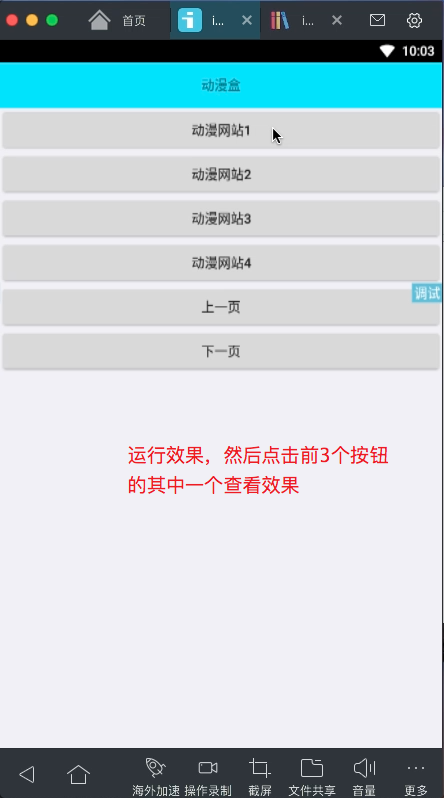 首页
i...
i...
10:03
动漫盒
动漫网站1
动漫网站2
动漫网站3
动漫网站4
调试
上一页
下一页
运行效果，然后点击前3个按钮
的其中一个查看效果
海外加速 操作录制 截屏 文件共享 音量 更多